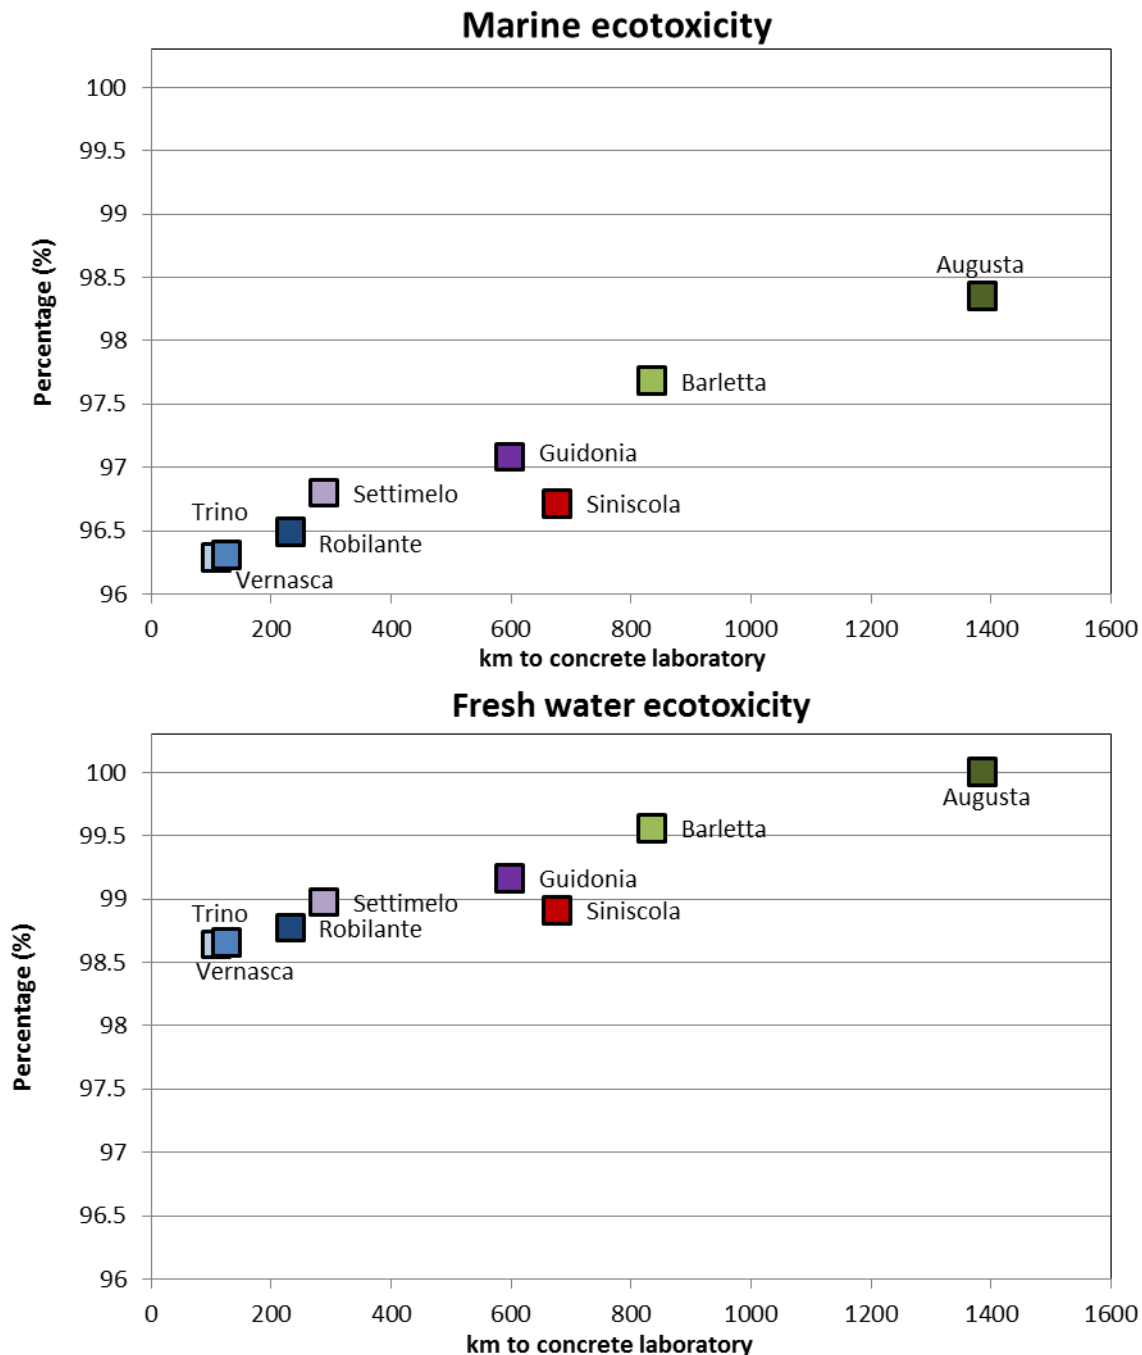 Marine ecotoxicity
100
99.5
99
98.5
98
97.5
97
96.5
96
Percentage (%)
Augusta
Barletta
Guidonia
Settimelo
Siniscola
Trino
Robilante
Vernasca
0 200 400 600 800 1000 1200 1400 1600
km to concrete laboratory
Fresh water ecotoxicity
100
99.5
99
98.5
98
97.5
97
96.5
96
Percentage (%)
Augusta
Barletta
Guidonia
Settimelo
Siniscola
Trino
Robilante
Vernasca
0 200 400 600 800 1000 1200 1400 1600
km to concrete laboratory